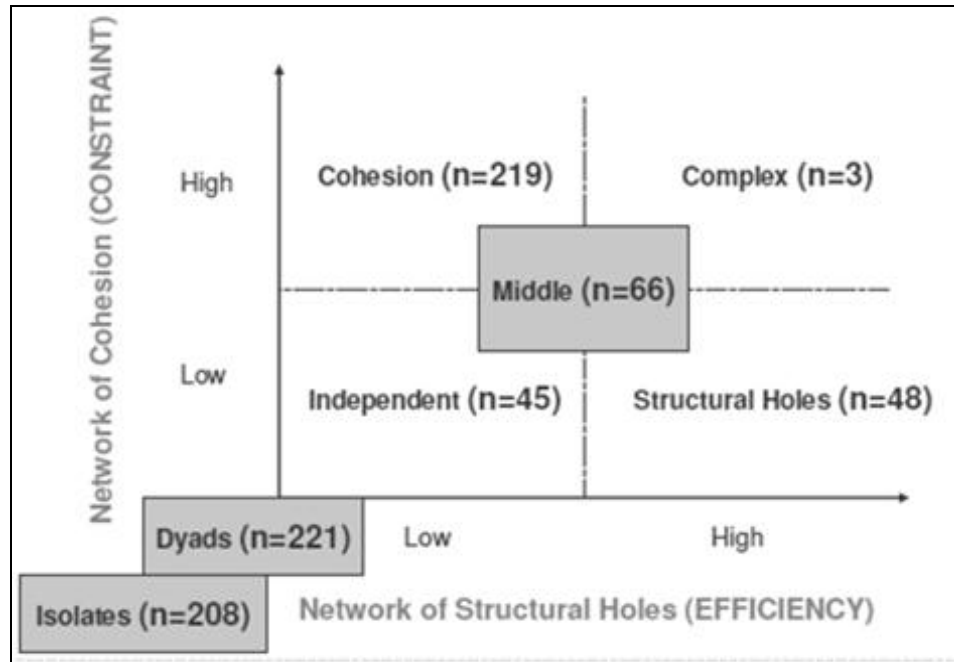 Network of Cohesion (CONSTRAINT)
High
Cohesion (n=219)
Complex (n=3)
Middle (n=66)
Low
Independent (n=45)
Structural Holes (n=48)
Dyads (n=221)
Low
High
Isolates (n=208)
Network of Structural Holes (EFFICIENCY)